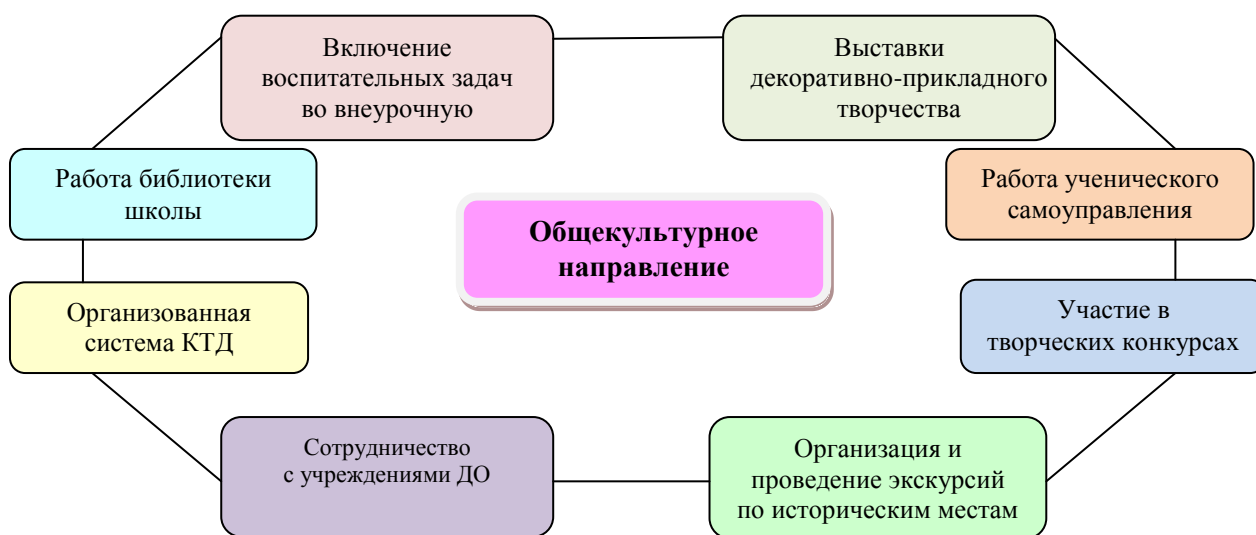 Включение
воспитательных задач
во внеурочную
Выставки
декоративно-прикладного
творчества
Работа библиотеки
школы
Работа ученического
самоуправления
Общекультурное
направление
Организованная
система КТД
Участие в
творческих конкурсах
Сотрудничество
с учреждениями ДО
Организация и
проведение экскурсий
по историческим местам